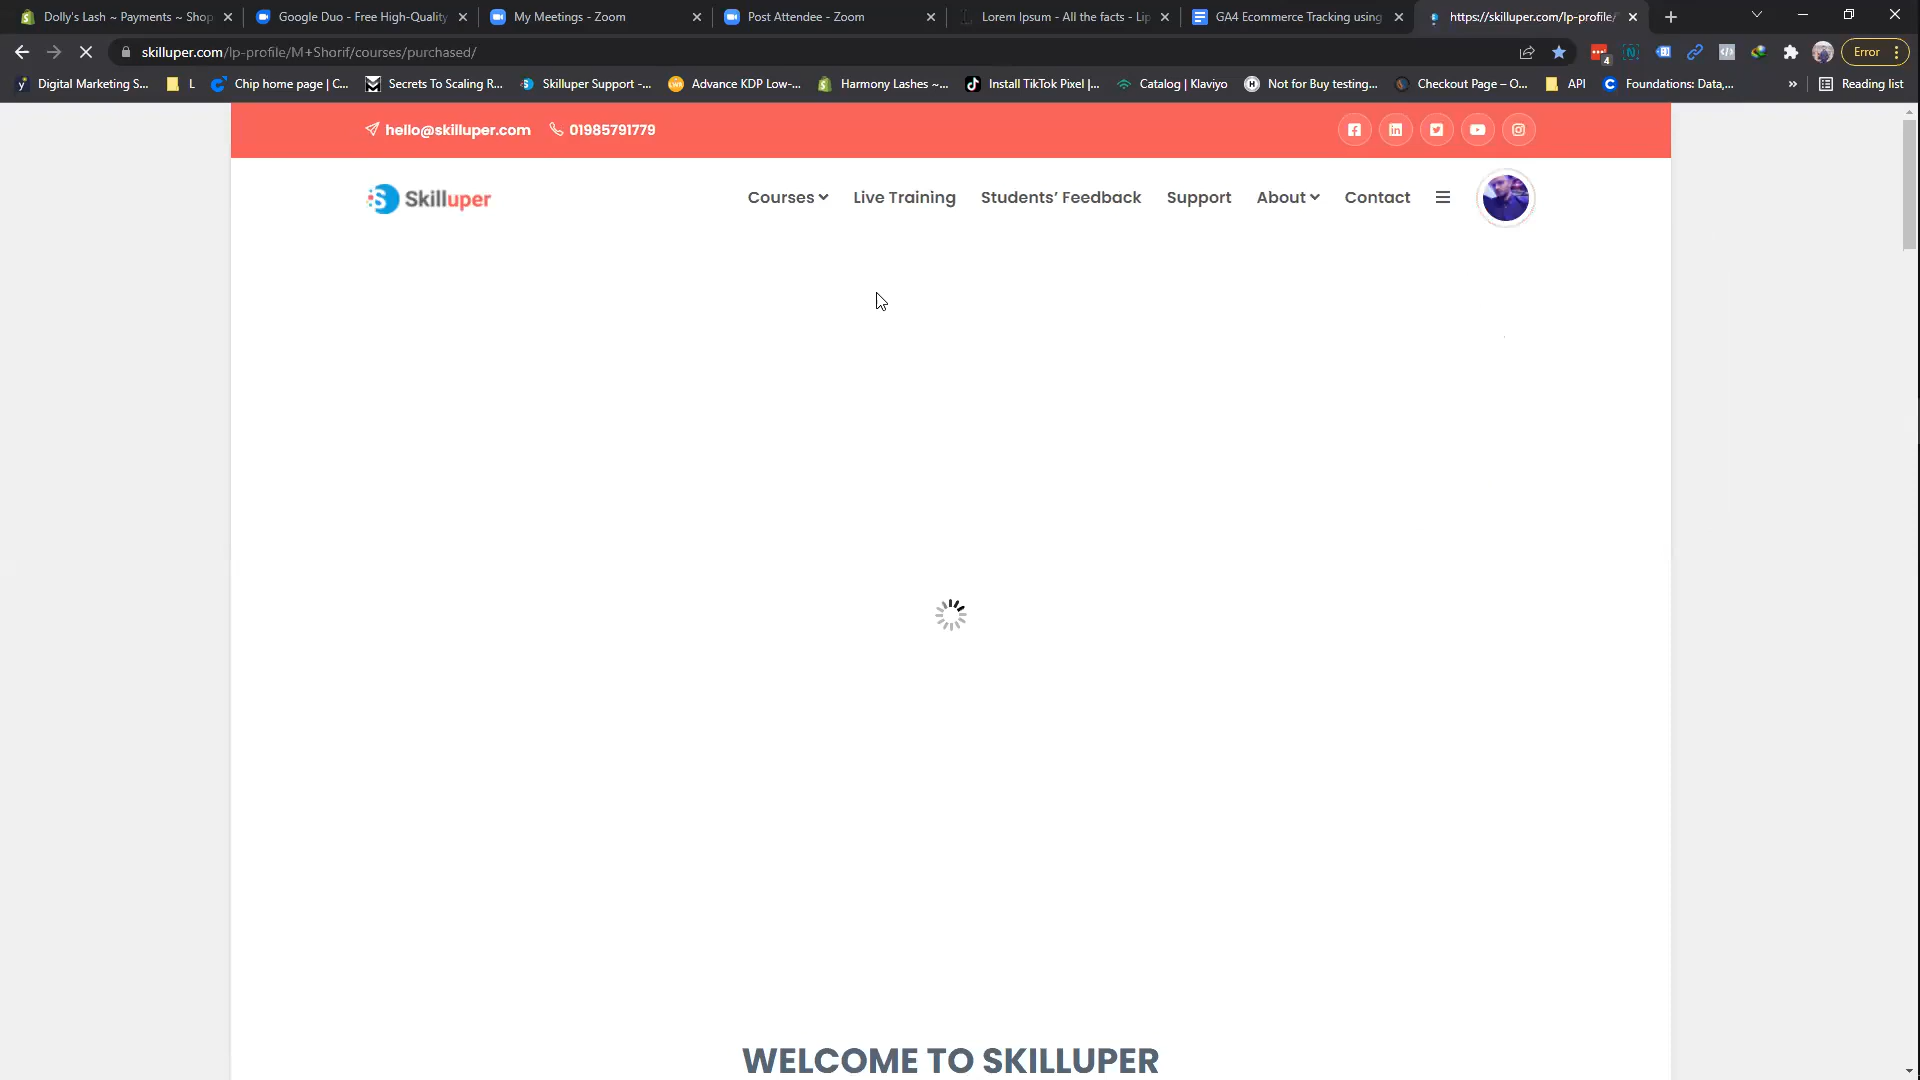 Dolly's Lash ~ Payments ~ Shop
Google Duo - Free High-Quality
My Meetings - Zoom
Post Attendee - Zoom
Lorem Ipsum - All the facts - Lip
GA4 Ecommerce Tracking using
https://skilluper.com/lp-profile/
skilluper.com/lp-profile/M+Shorif/courses/purchased/
4
Error
Digital Marketing S...
L
Chip home page | C...
Secrets To Scaling R...
Skilluper Support -...
Advance KDP Low-...
Harmony Lashes ~...
Install TikTok Pixel |...
Catalog | Klaviyo
Not for Buy testing...
Checkout Page – O...
API
Foundations: Data,...
»
Reading list
hello@skilluper.com
01985791779
Skilluper
Courses
Live Training
Students’ Feedback
Support
About
Contact
WELCOME TO SKILLUPER